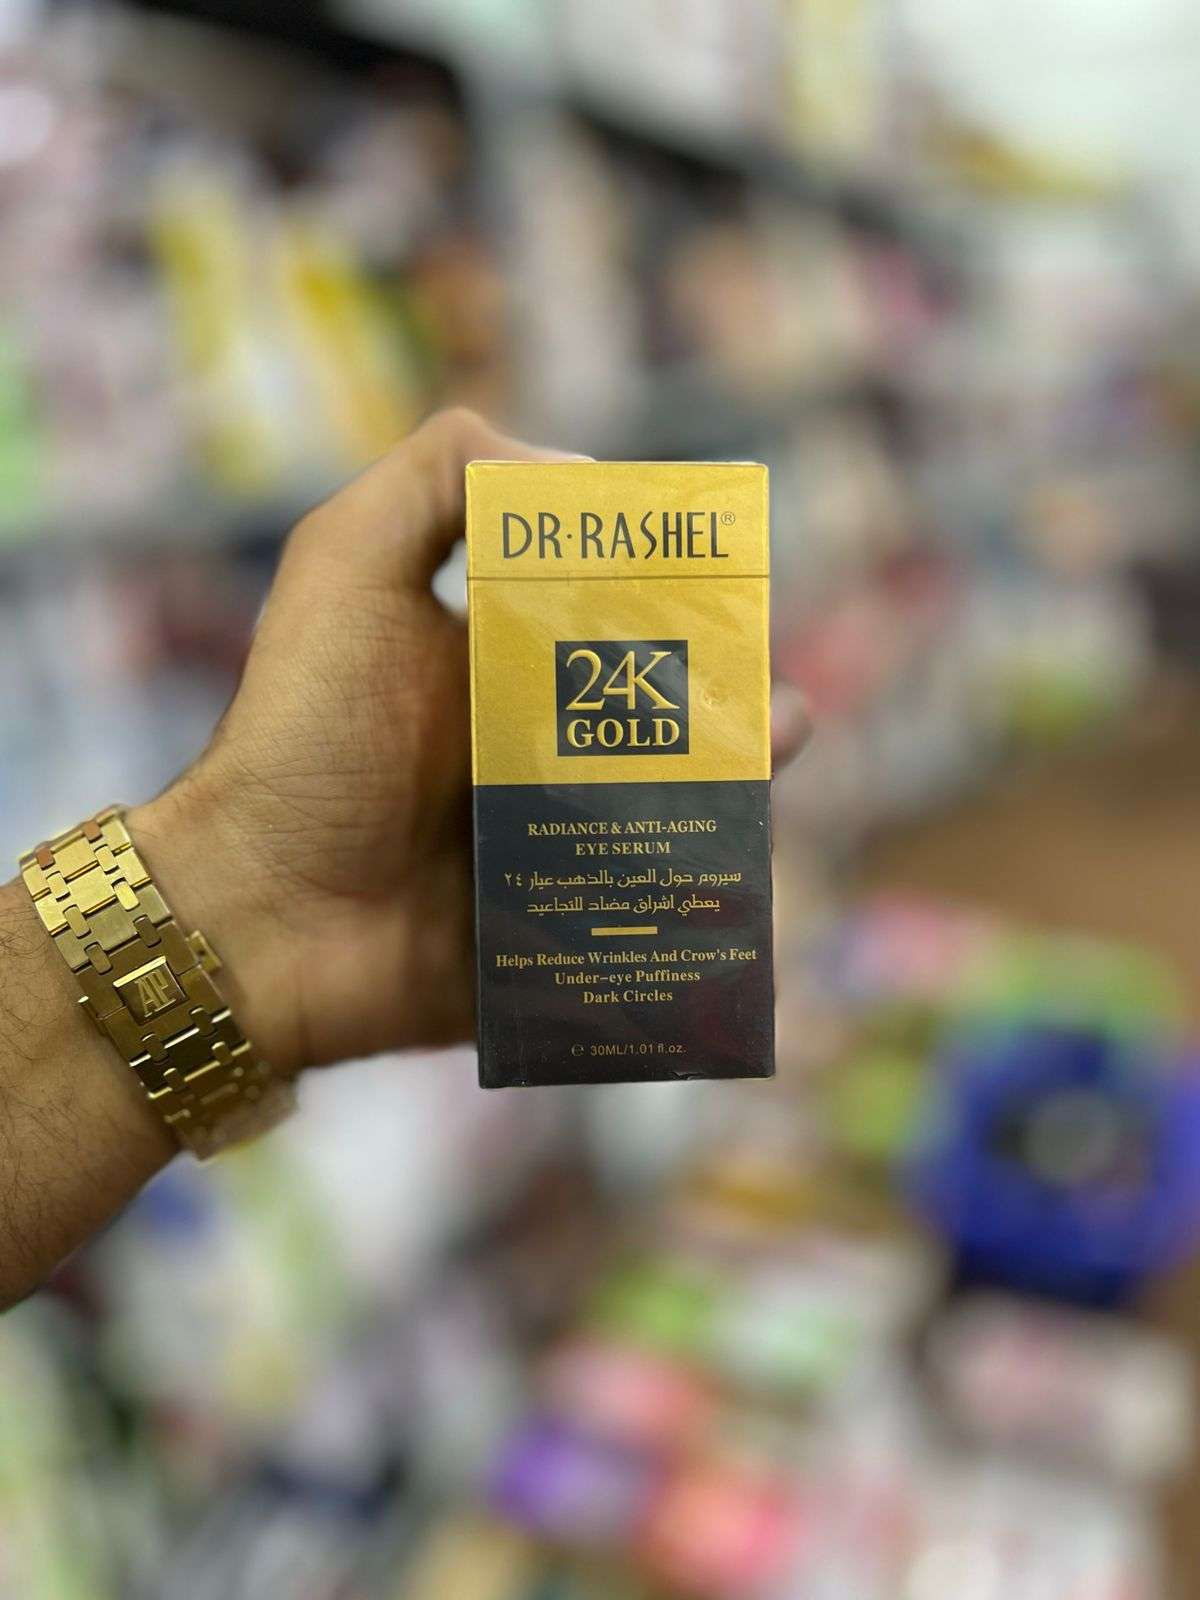 DR·RASHEL®
24K
GOLD
RADIANCE & ANTI-AGING
EYE SERUM
سيروم حول العين بالذهب عيار ٢٤
يعطي اشراق مضاد للتجاعيد
Helps Reduce Wrinkles And Crow's Feet
Under-eye Puffiness
Dark Circles
℮ 30ML/1.01 fl.oz.
AP